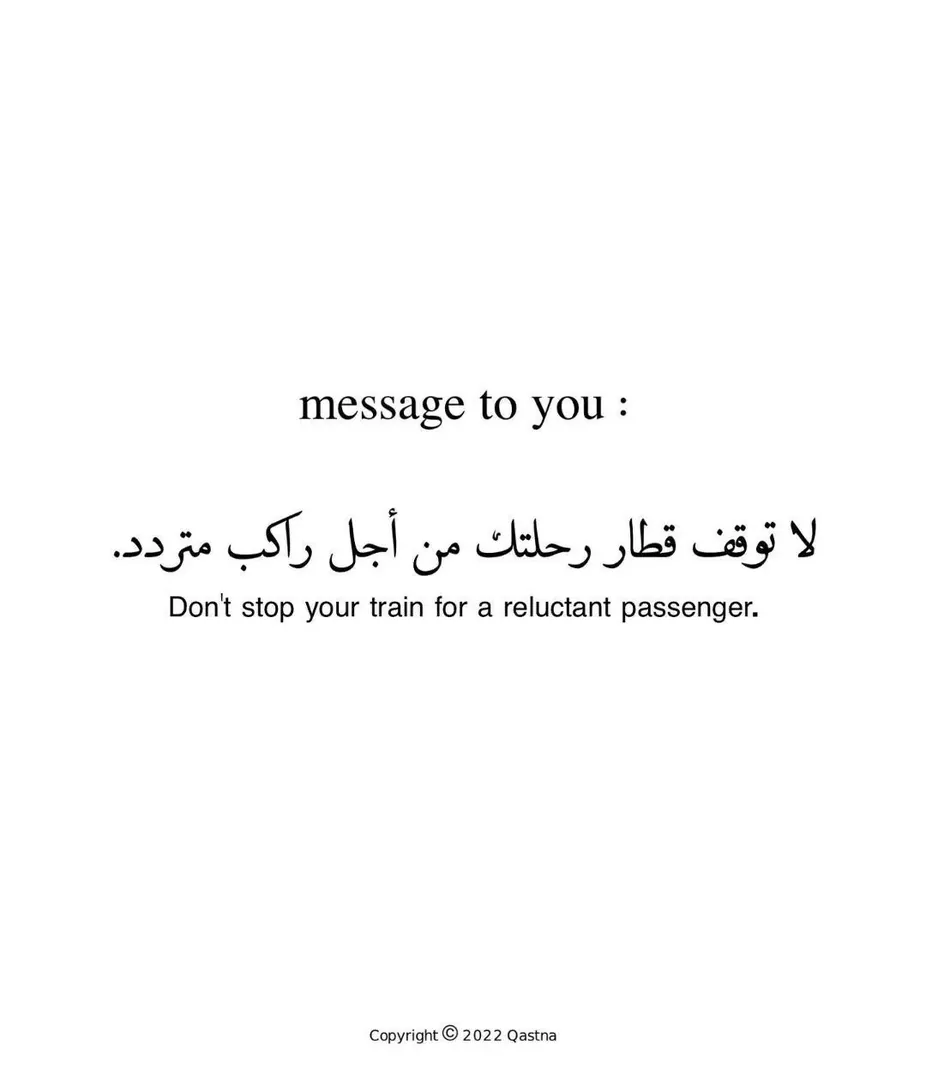 message to you :
لا توقف قطار رحلتك من أجل راكب متردد.
Don't stop your train for a reluctant passenger.
Copyright © 2022 Qastna